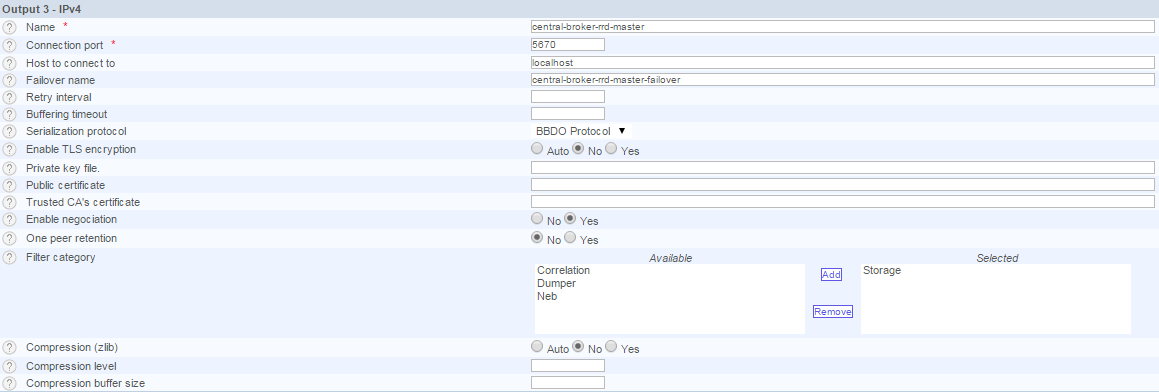 Output 3 - IPv4
? Name * central-broker-rrd-master
? Connection port * 5670
? Host to connect to localhost
? Failover name central-broker-rrd-master-failover
? Retry interval
? Buffering timeout
? Serialization protocol BBDO Protocol ▼
? Enable TLS encryption Auto No Yes
? Private key file.
? Public certificate
? Trusted CA's certificate
? Enable negociation No Yes
? One peer retention No Yes
? Filter category Available Selected
Correlation Add Storage
Dumper
Neb
Remove
? Compression (zlib) Auto No Yes
? Compression level
? Compression buffer size